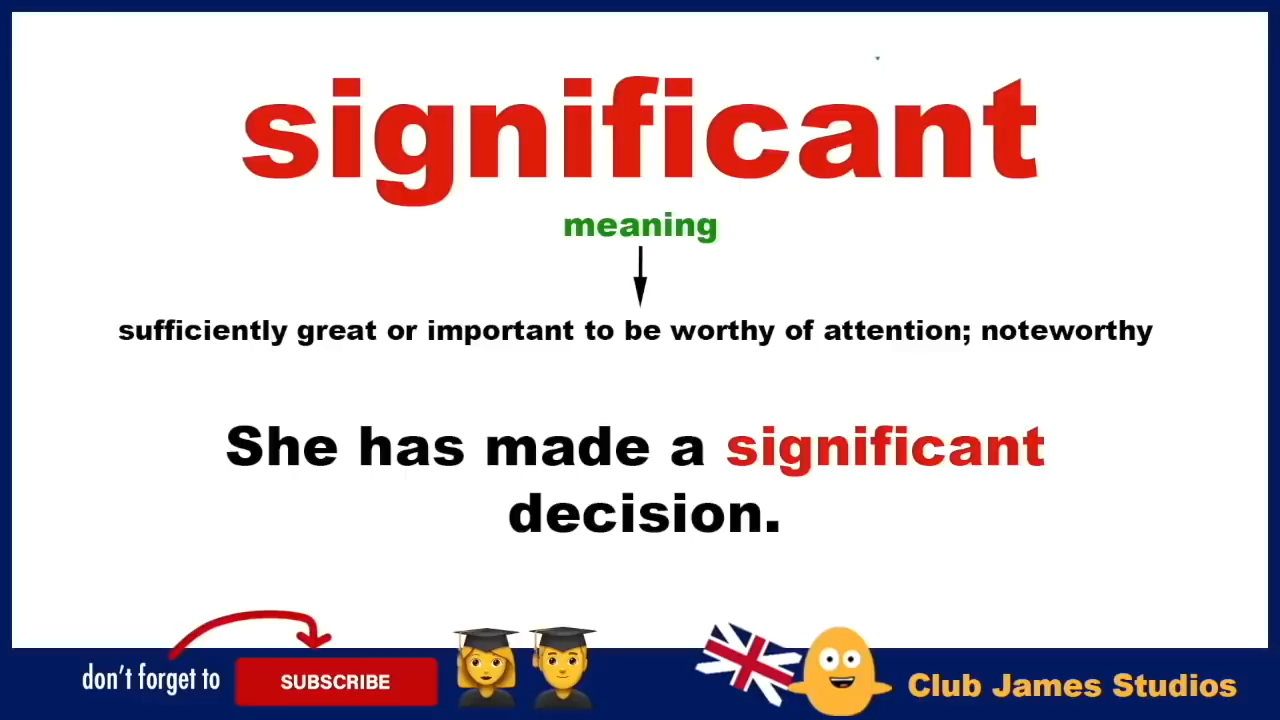 significant
meaning
sufficiently great or important to be worthy of attention; noteworthy
She has made a significant
decision.
don't forget to
SUBSCRIBE
Club James Studios